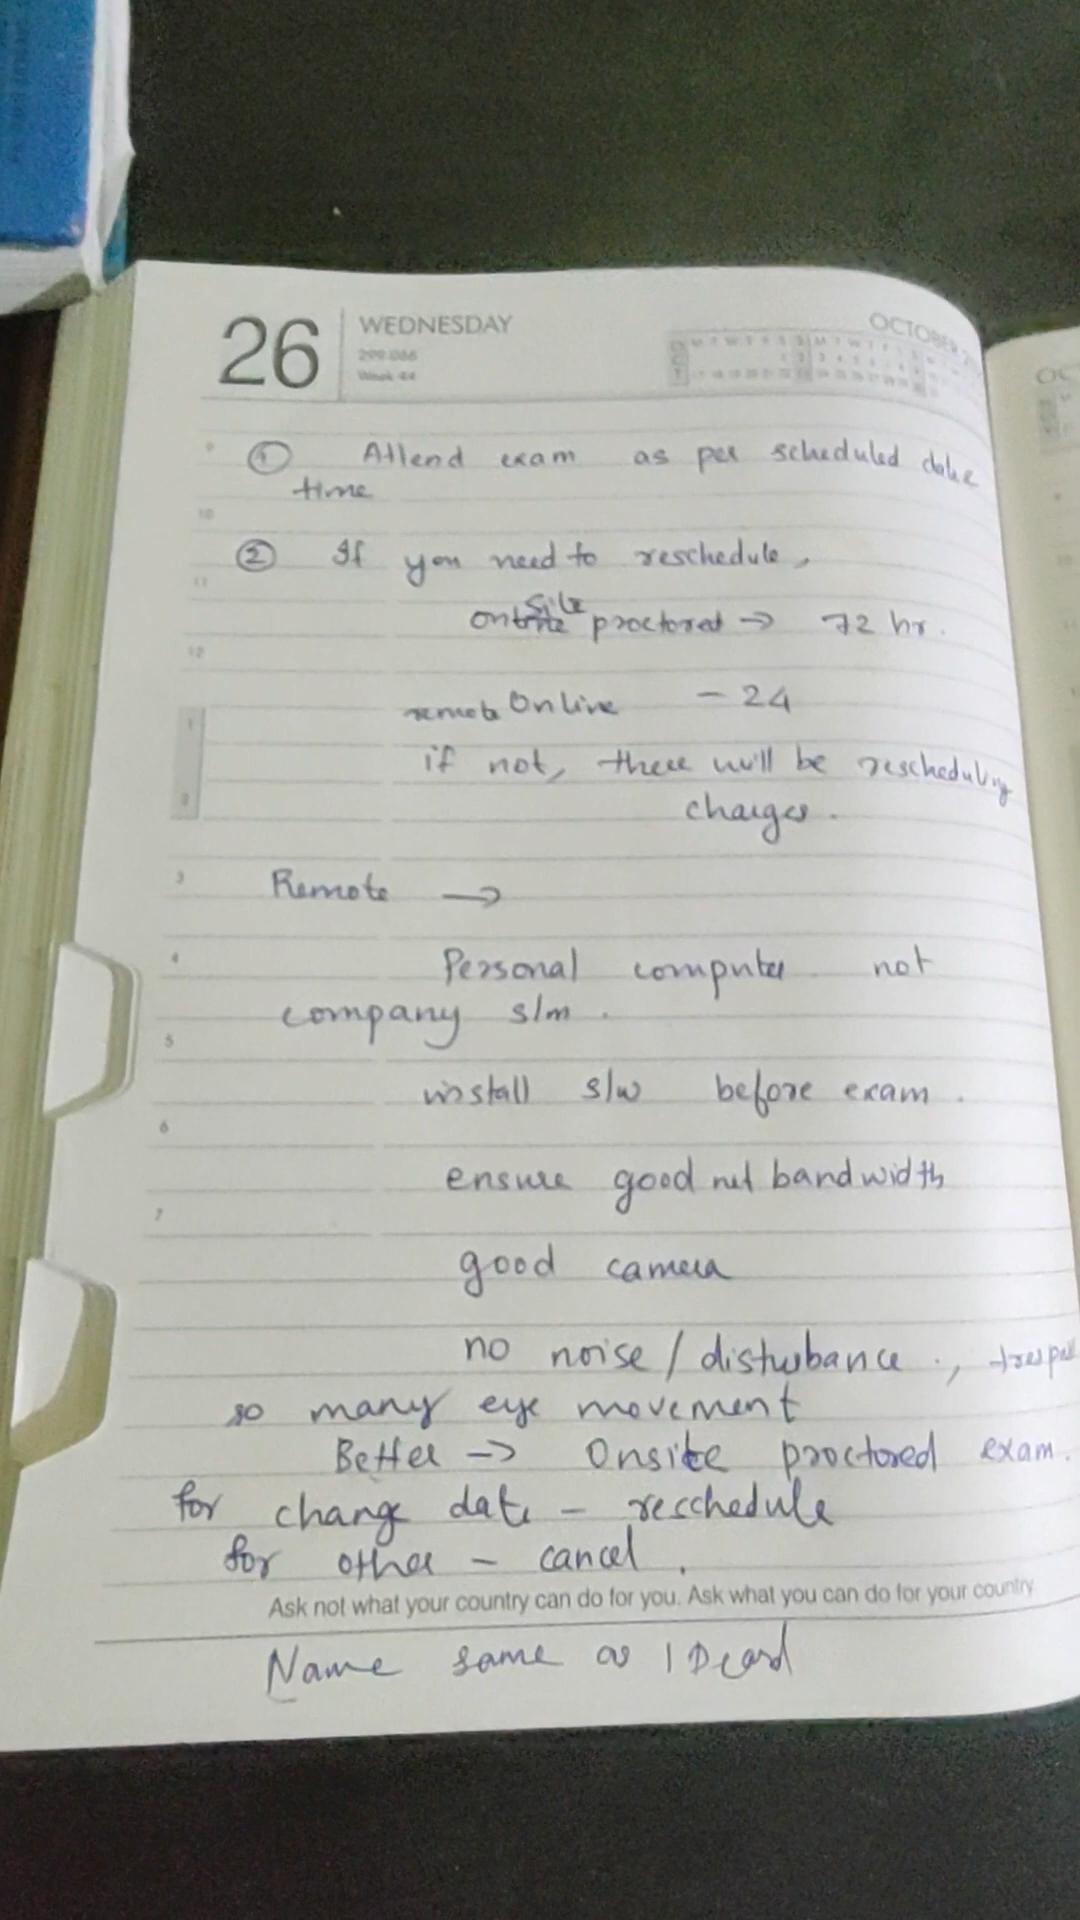 26 WEDNESDAY OCTOBER
299-066
Week 44
① Attend exam as per scheduled date
time
② If you need to reschedule,
onsite proctored → 72 hr.
remote Online - 24
if not, there will be rescheduling
charges.
Remote →
Personal computer not
company s/m.
install s/w before exam.
ensure good net bandwidth
good camera
no noise / disturbance.,
so many eye movement
Better → Onsite proctored exam.
for change date - reschedule
for other - cancel.
Ask not what your country can do for you. Ask what you can do for your country
Name same as ID card